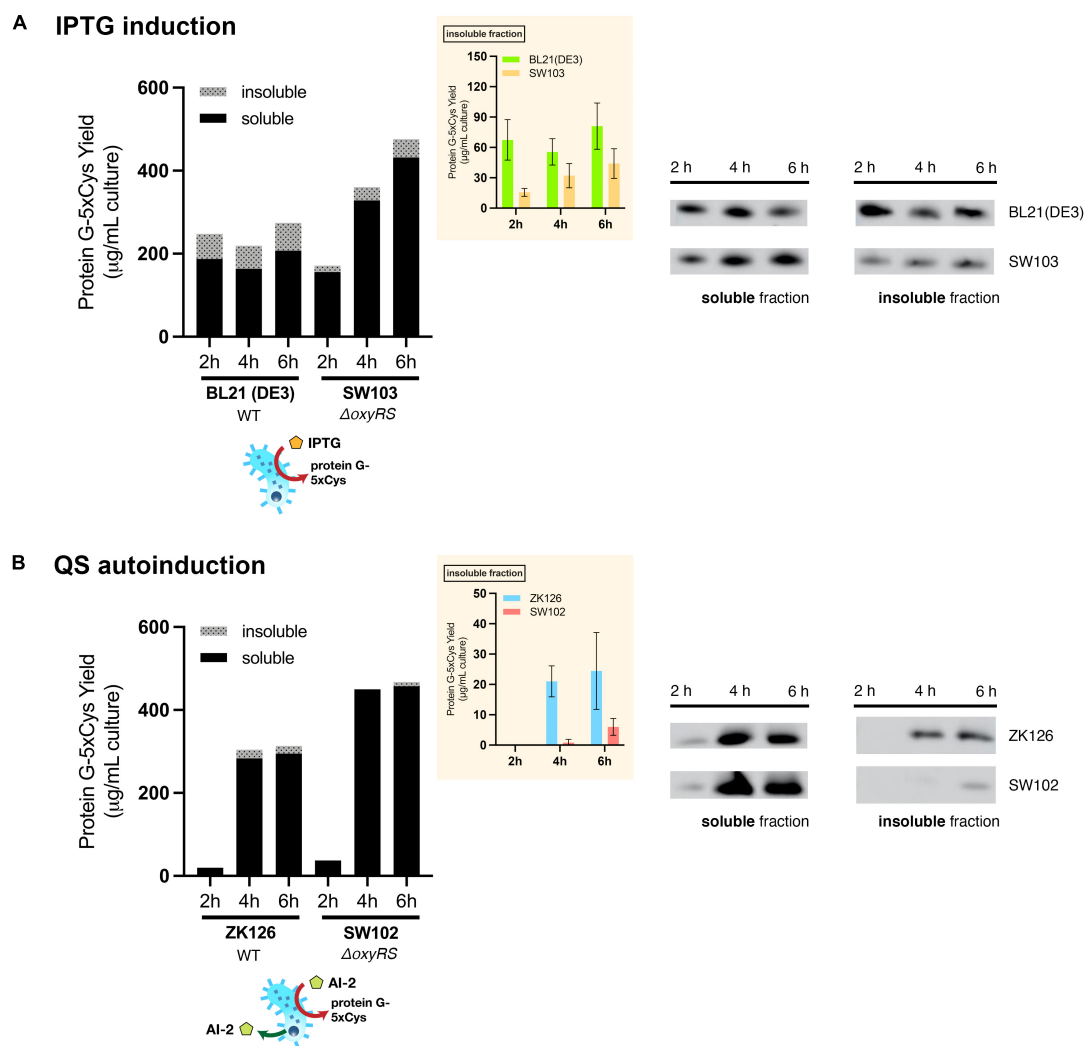 A IPTG induction
600
400
200
0
Protein G-5xCys Yield
(μg/mL culture)
insoluble
soluble
2h 4h 6h 2h 4h 6h
BL21 (DE3) SW103
WT ΔoxyRS
IPTG
protein G-
5xCys
insoluble fraction
150
120
90
60
30
0
Protein G-5xCys Yield
(μg/mL culture)
BL21(DE3)
SW103
2h 4h 6h
2 h 4 h 6 h 2 h 4 h 6 h
BL21(DE3)
SW103
soluble fraction insoluble fraction
B QS autoinduction
600
400
200
0
Protein G-5xCys Yield
(μg/mL culture)
insoluble
soluble
2h 4h 6h 2h 4h 6h
ZK126 SW102
WT ΔoxyRS
AI-2
protein G-
5xCys
AI-2
insoluble fraction
50
40
30
20
10
0
Protein G-5xCys Yield
(μg/mL culture)
ZK126
SW102
2h 4h 6h
2 h 4 h 6 h 2 h 4 h 6 h
ZK126
SW102
soluble fraction insoluble fraction